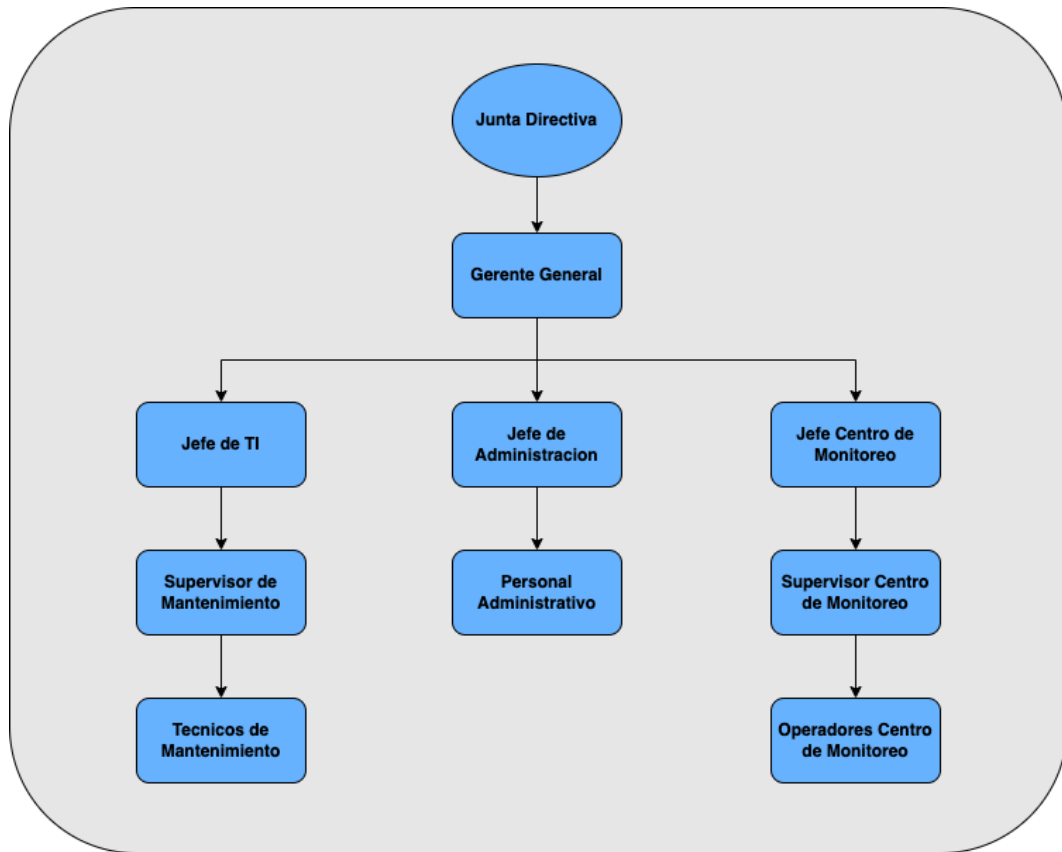 Junta Directiva
Gerente General
Jefe de TI
Jefe de
Administracion
Jefe Centro de
Monitoreo
Supervisor de
Mantenimiento
Personal
Administrativo
Supervisor Centro
de Monitoreo
Tecnicos de
Mantenimiento
Operadores Centro
de Monitoreo